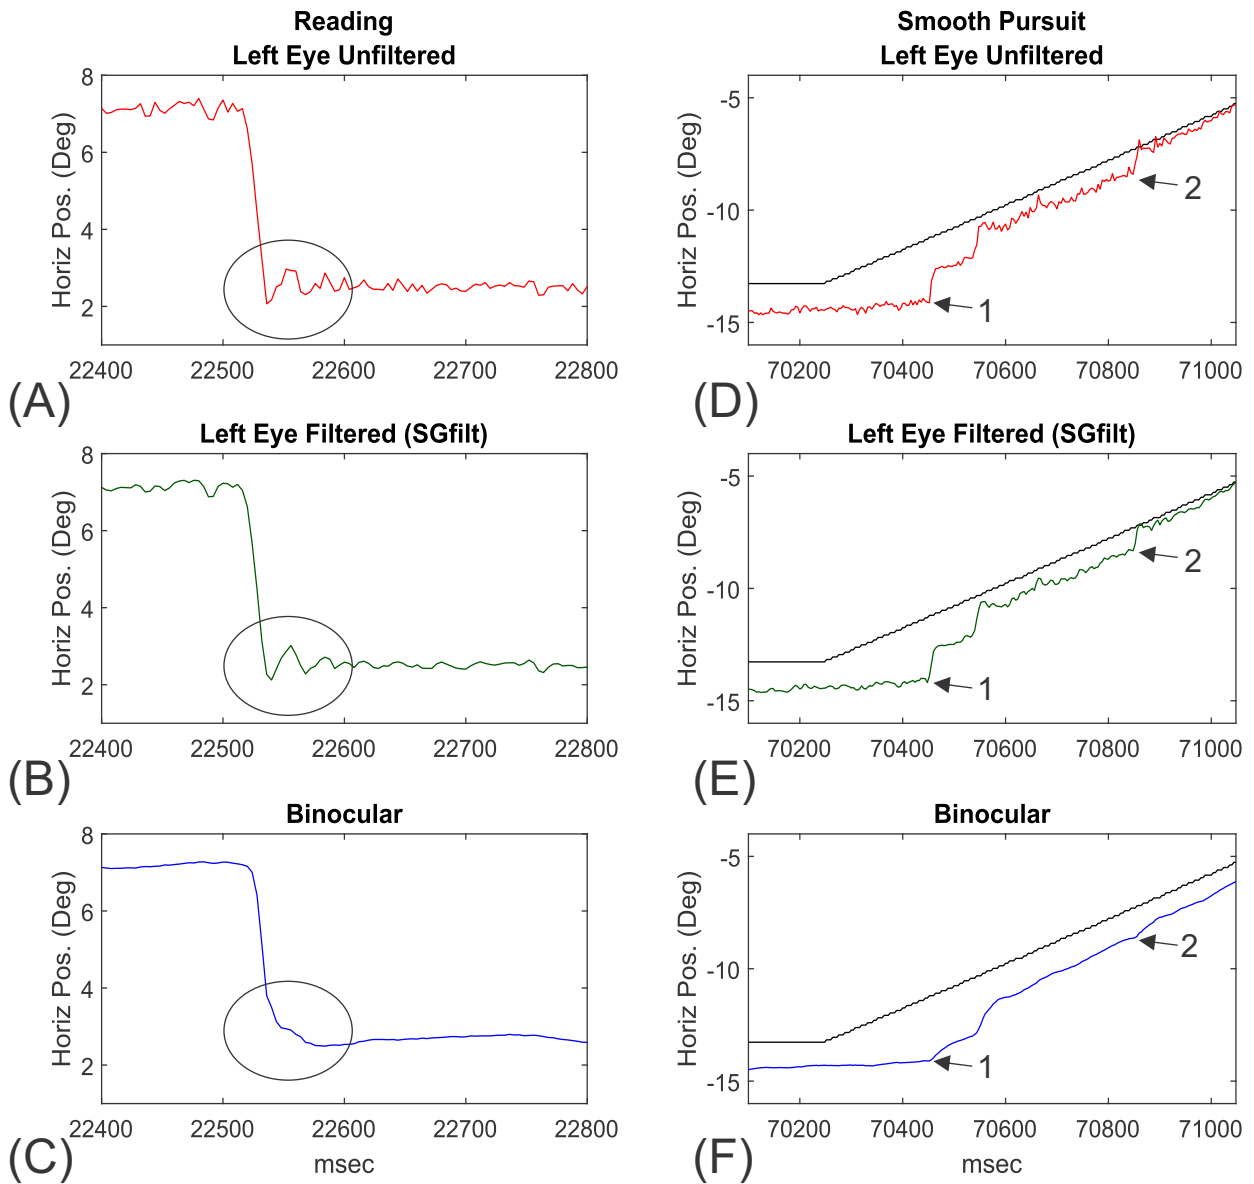 Reading
Left Eye Unfiltered
8
6
4
2
Horiz Pos. (Deg)
22400
22500
22600
22700
22800
(A)
Smooth Pursuit
Left Eye Unfiltered
-5
-10
-15
Horiz Pos. (Deg)
1
2
70200
70400
70600
70800
71000
(D)
Left Eye Filtered (SGfilt)
8
6
4
2
Horiz Pos. (Deg)
22400
22500
22600
22700
22800
(B)
Left Eye Filtered (SGfilt)
-5
-10
-15
Horiz Pos. (Deg)
1
2
70200
70400
70600
70800
71000
(E)
Binocular
8
6
4
2
Horiz Pos. (Deg)
22400
22500
22600
22700
22800
msec
(C)
Binocular
-5
-10
-15
Horiz Pos. (Deg)
1
2
70200
70400
70600
70800
71000
msec
(F)